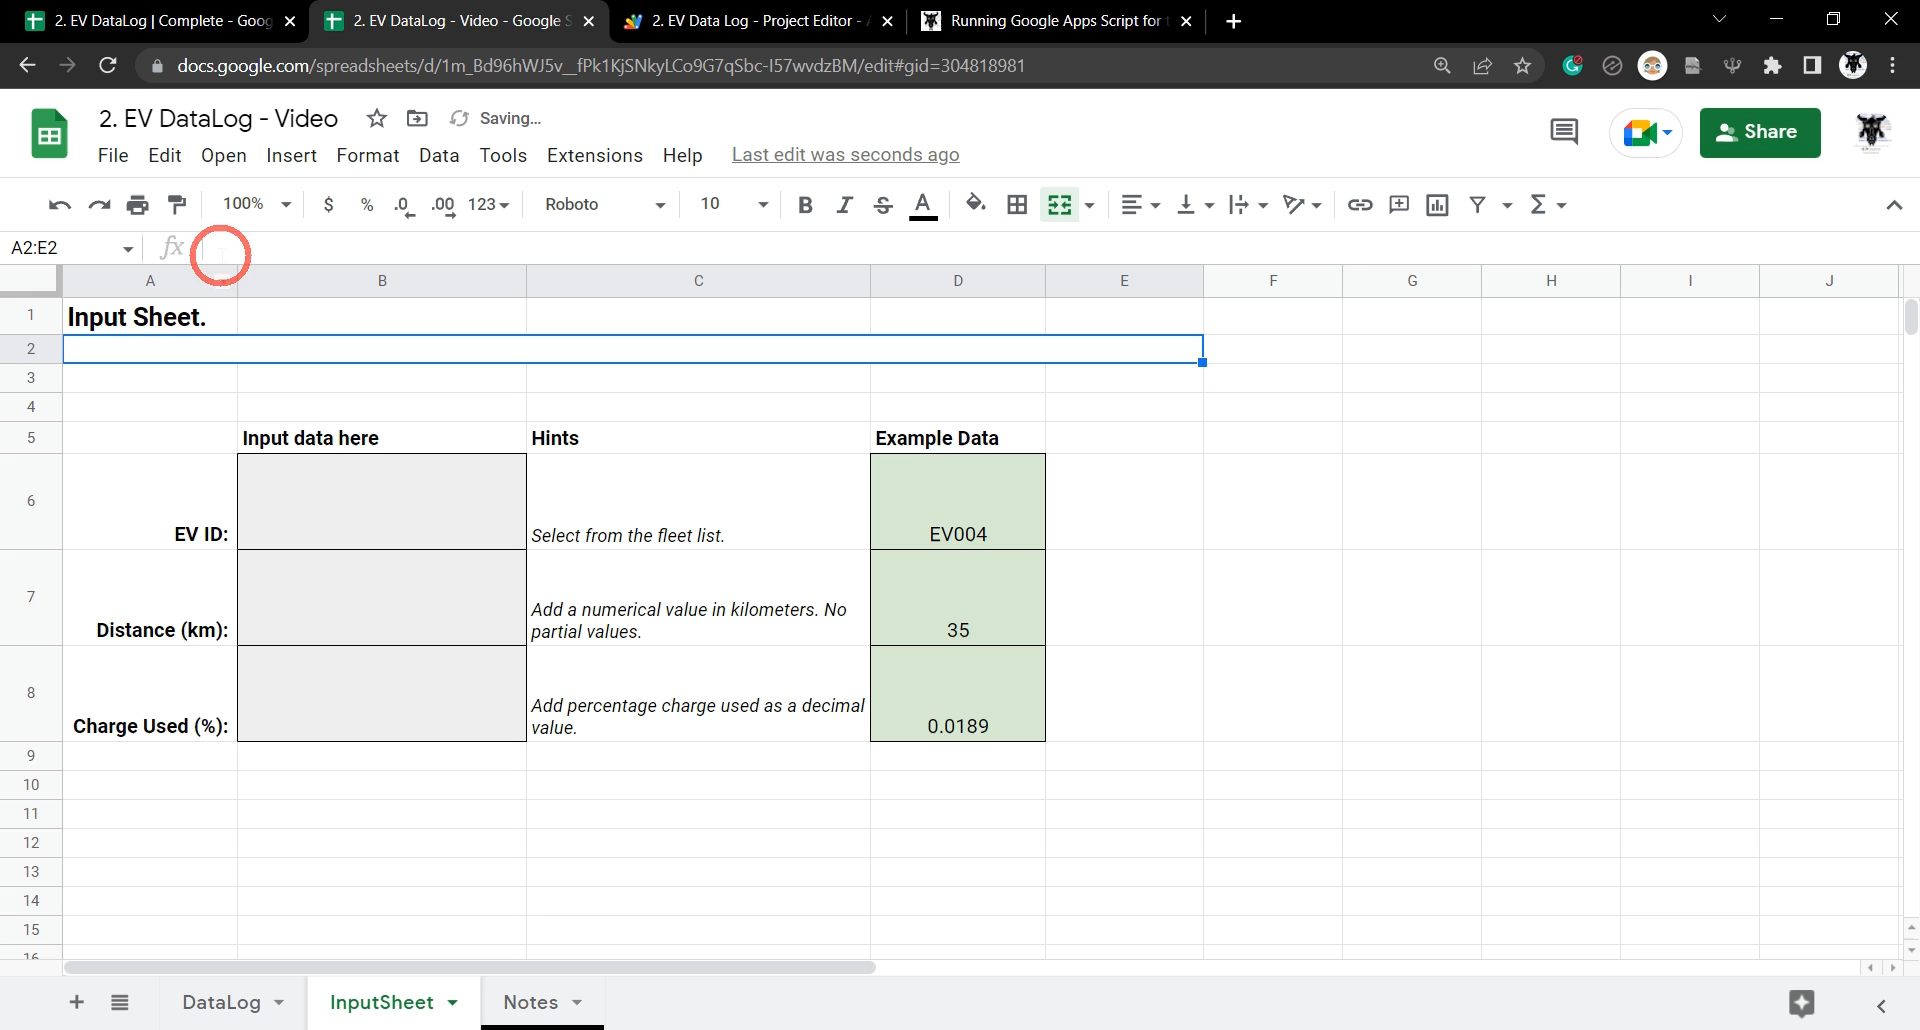 2. EV DataLog | Complete - Goog
2. EV DataLog - Video - Google S
2. EV Data Log - Project Editor - A
Running Google Apps Script for t
docs.google.com/spreadsheets/d/1m_Bd96hWJ5v__fPk1KjSNkyLCo9G7qSbc-I57wvdzBM/edit#gid=304818981
2. EV DataLog - Video
Saving...
File Edit Open Insert Format Data Tools Extensions Help Last edit was seconds ago
Share
100% $ % .0 .00 123 Roboto 10 B I S A Σ
A2:E2 fx
A B C D E F G H I J
1 Input Sheet.
2
3
4
5 Input data here Hints Example Data
6 EV ID: Select from the fleet list. EV004
7 Distance (km): Add a numerical value in kilometers. No partial values. 35
8 Charge Used (%): Add percentage charge used as a decimal value. 0.0189
9
10
11
12
13
14
15
16
DataLog InputSheet Notes